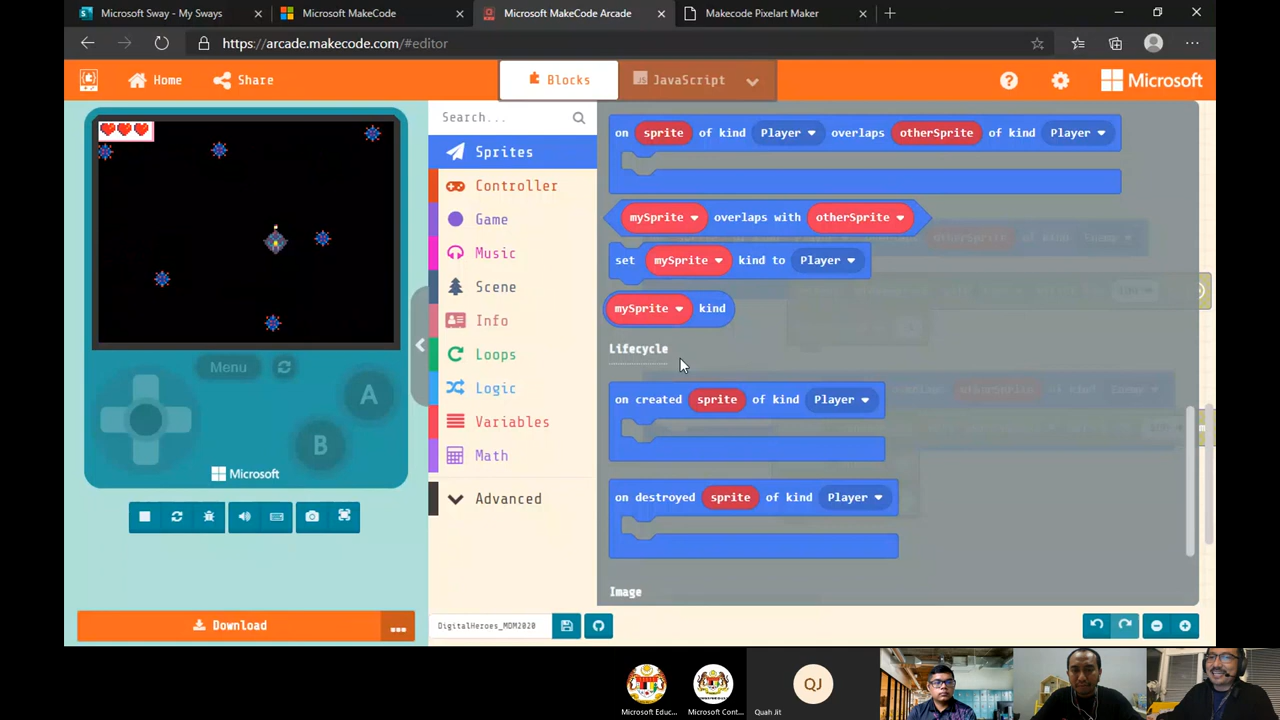 Microsoft Sway - My Sways
Microsoft MakeCode
Microsoft MakeCode Arcade
Makecode Pixelart Maker
https://arcade.makecode.com/#editor
Home
Share
Blocks
JavaScript
Microsoft
Search...
Sprites
Controller
Game
Music
Scene
Info
Loops
Logic
Variables
Math
Advanced
on sprite of kind Player overlaps otherSprite of kind Player
mySprite overlaps with otherSprite
set mySprite kind to Player
mySprite kind
Lifecycle
on created sprite of kind Player
on destroyed sprite of kind Player
Image
Menu
A
B
Microsoft
Download
...
DigitalHeroes_MDM2020
QJ
Microsoft Educ...
Microsoft Cont...
Quah Jit